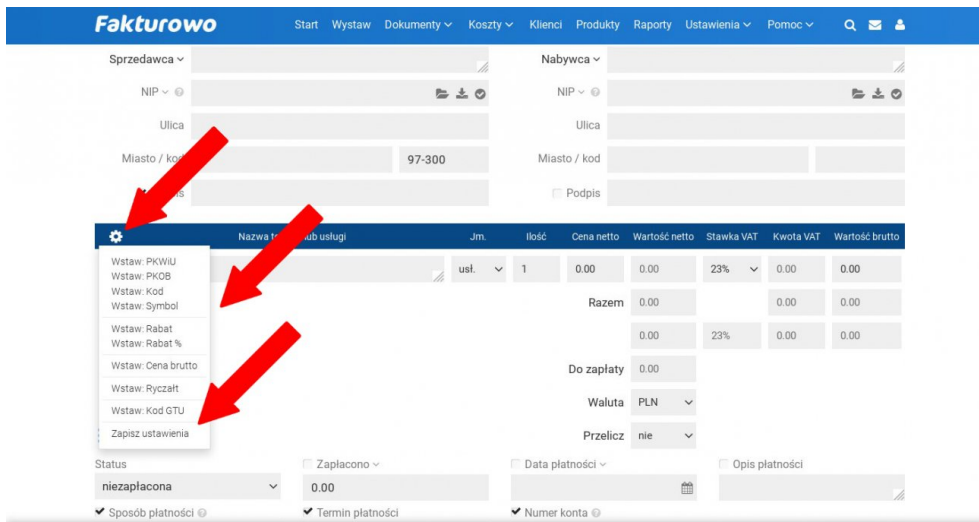 Fakturowo Start Wystaw Dokumenty Koszty Klienci Produkty Raporty Ustawienia Pomoc
Sprzedawca Nabywca
NIP NIP
Ulica Ulica
Miasto / kod 97-300 Miasto / kod
Podpis
Nazwa lub usługi Jm. Ilość Cena netto Wartość netto Stawka VAT Kwota VAT Wartość brutto
Wstaw: PKWiU
Wstaw: PKOB
Wstaw: Kod
Wstaw: Symbol
usł. 1 0.00 0.00 23% 0.00 0.00
Razem 0.00 0.00 0.00
Wstaw: Rabat
Wstaw: Rabat %
0.00 23% 0.00 0.00
Wstaw: Cena brutto
Do zapłaty 0.00
Wstaw: Ryczałt
Waluta PLN
Wstaw: Kod GTU
Zapisz ustawienia
Przelicz nie
Status Zapłacono Data płatności Opis płatności
niezapłacona 0.00
Sposób płatności Termin płatności Numer konta